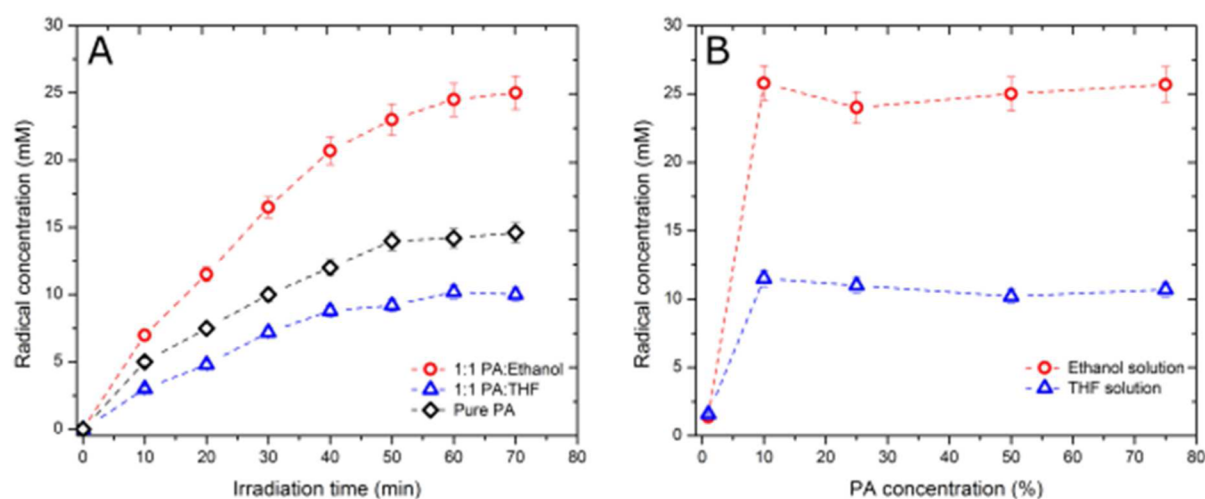 A
Radical concentration (mM)
30
25
20
15
10
5
0
1:1 PA:Ethanol
1:1 PA:THF
Pure PA
0 10 20 30 40 50 60 70 80
Irradiation time (min)
B
Radical concentration (mM)
30
25
20
15
10
5
0
Ethanol solution
THF solution
0 10 20 30 40 50 60 70 80
PA concentration (%)